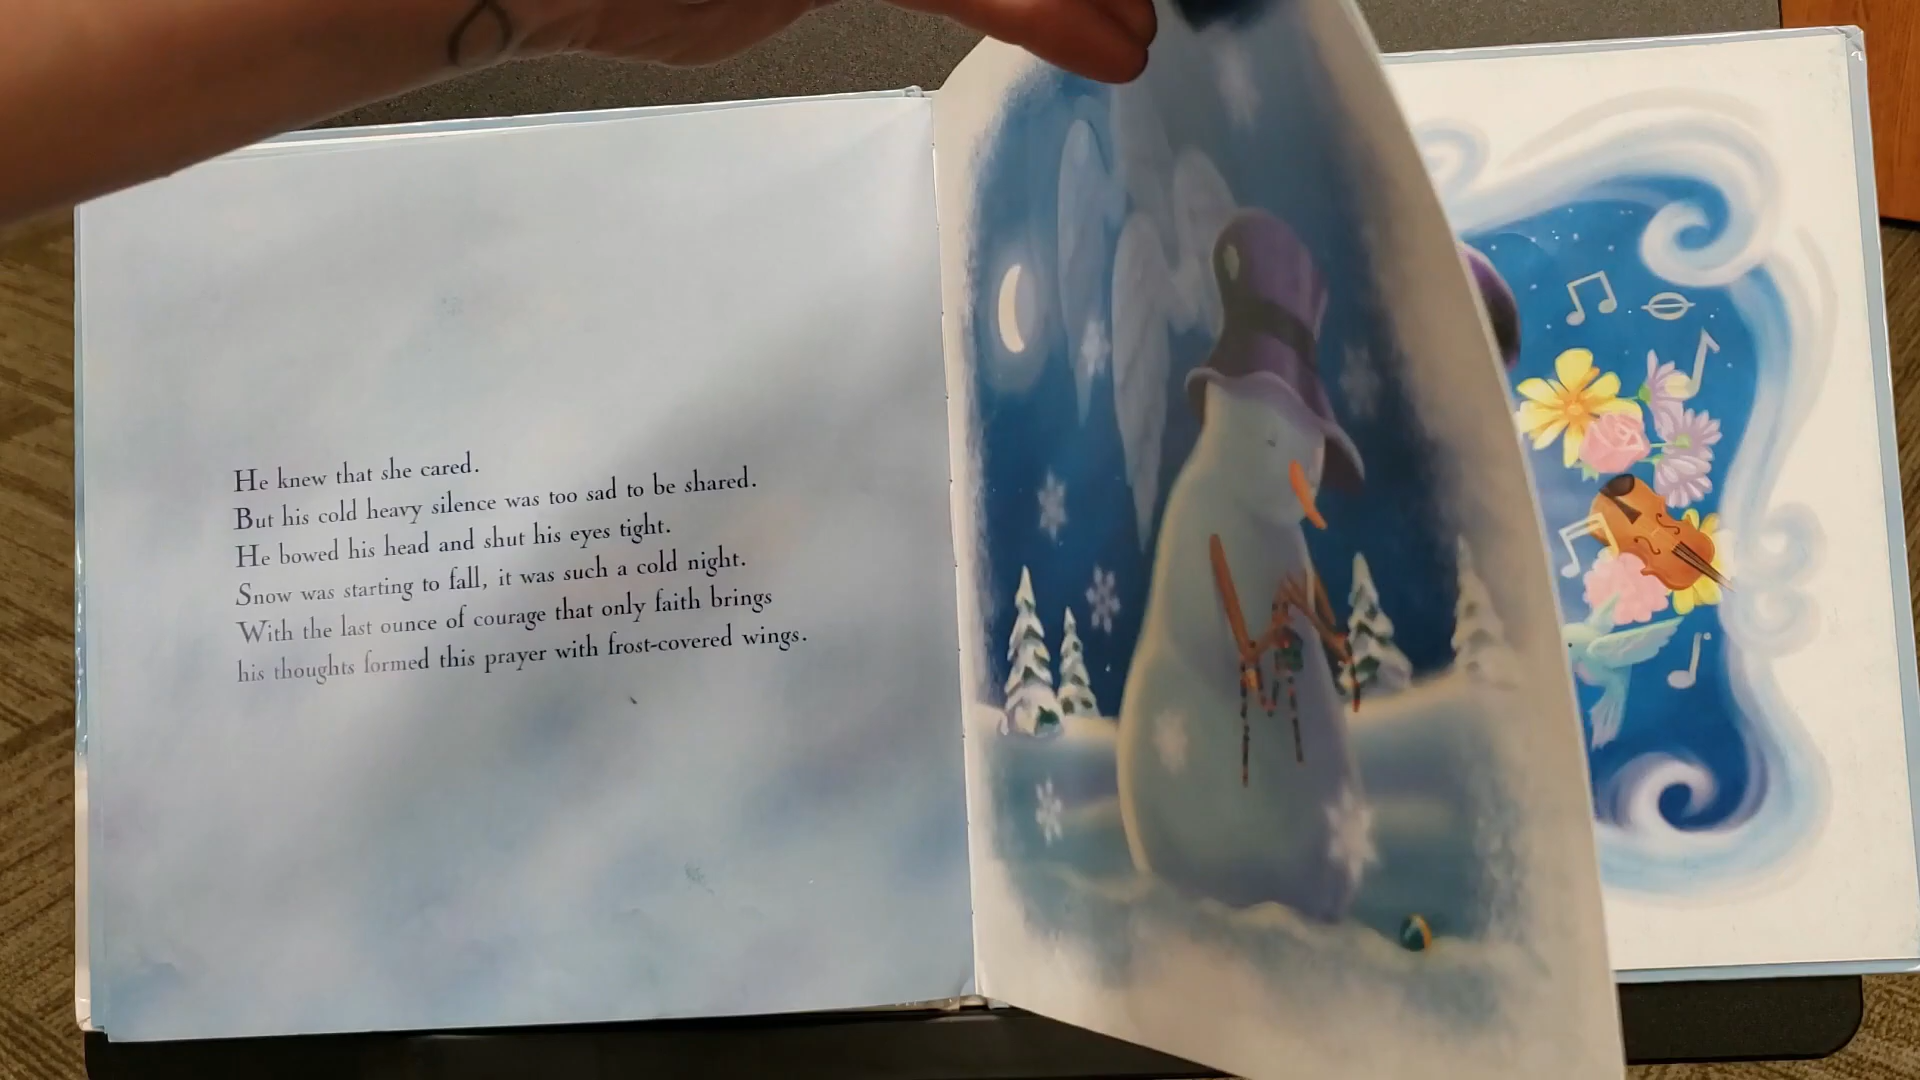 He knew that she cared.
But his cold heavy silence was too sad to be shared.
He bowed his head and shut his eyes tight.
Snow was starting to fall, it was such a cold night.
With the last ounce of courage that only faith brings
his thoughts formed this prayer with frost-covered wings.